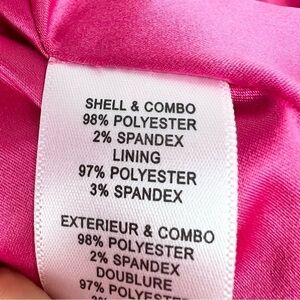 SHELL & COMBO
98% POLYESTER
2% SPANDEX
LINING
97% POLYESTER
3% SPANDEX
EXTERIEUR & COMBO
98% POLYESTER
2% SPANDEX
DOUBLURE
97% POLYESTER